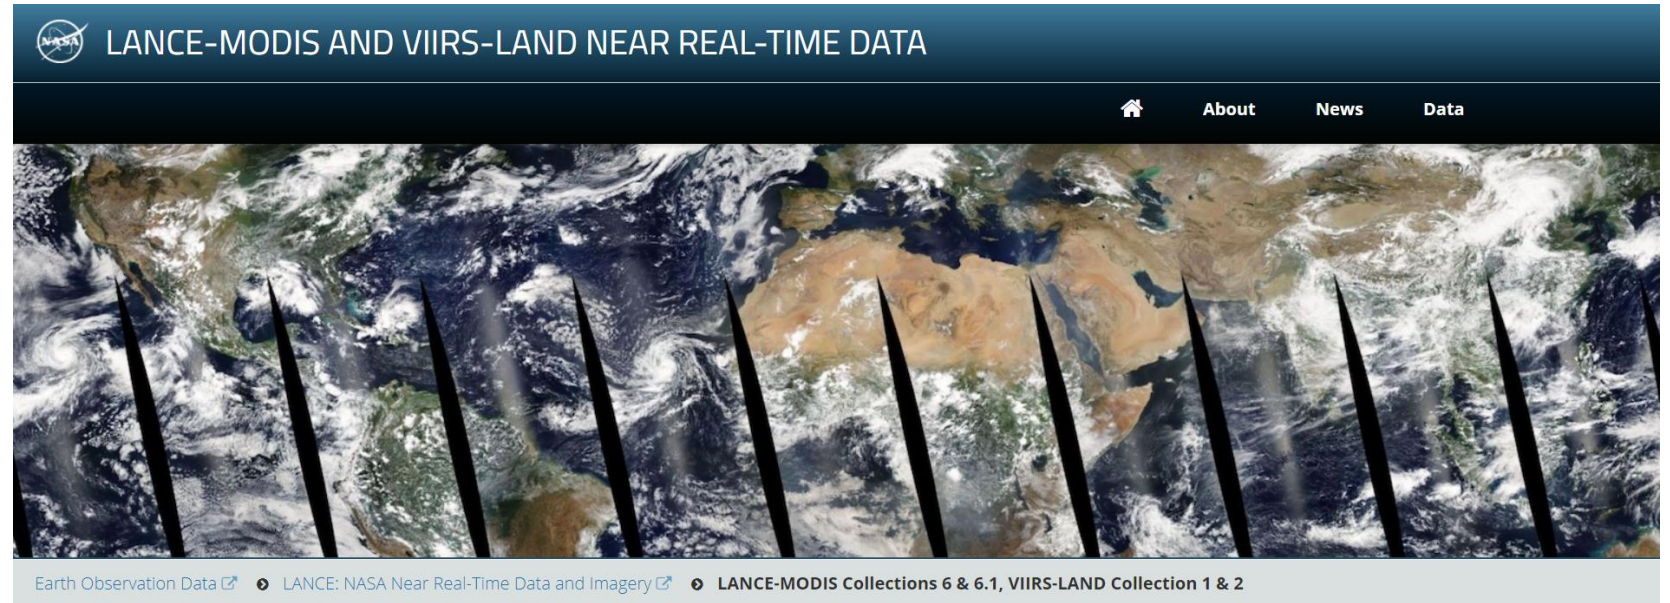 NASA
LANCE-MODIS AND VIIRS-LAND NEAR REAL-TIME DATA
About News Data
Earth Observation Data LANCE: NASA Near Real-Time Data and Imagery LANCE-MODIS Collections 6 & 6.1, VIIRS-LAND Collection 1 & 2